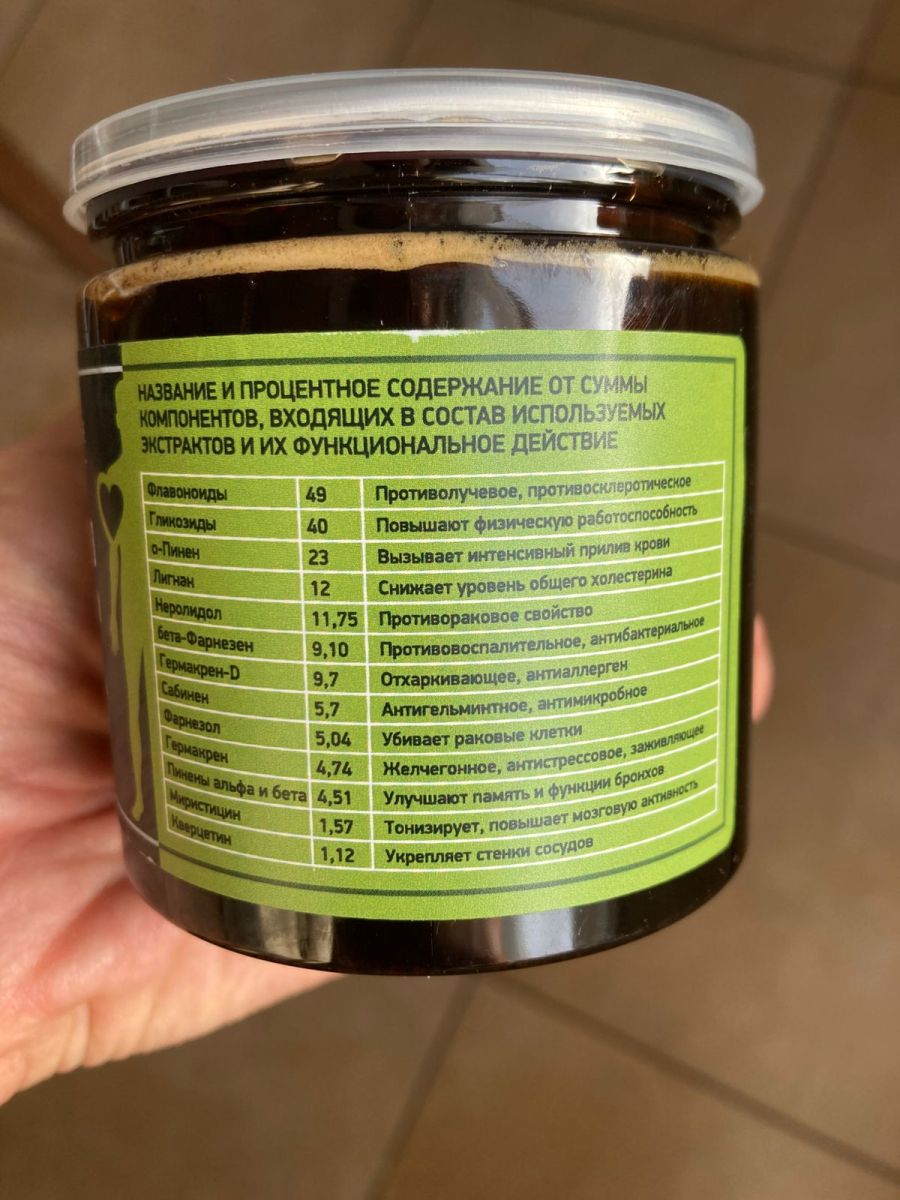 НАЗВАНИЕ И ПРОЦЕНТНОЕ СОДЕРЖАНИЕ ОТ СУММЫ
КОМПОНЕНТОВ, ВХОДЯЩИХ В СОСТАВ ИСПОЛЬЗУЕМЫХ
ЭКСТРАКТОВ И ИХ ФУНКЦИОНАЛЬНОЕ ДЕЙСТВИЕ
Флавоноиды 49 Противолучевое, противосклеротическое
Гликозиды 40 Повышают физическую работоспособность
о-Пинен 23 Вызывает интенсивный прилив крови
Лигнан 12 Снижает уровень общего холестерина
Неролидол 11,75 Противораковое свойство
бета-Фарнезен 9,10 Противовоспалительное, антибактериальное
Гермакрен-D 9,7 Отхаркивающее, антиаллерген
Сабинен 5,7 Антигельминтное, антимикробное
Фарнезол 5,04 Убивает раковые клетки
Гермакрен 4,74 Желчегонное, антистрессовое, заживляющее
Пинены альфа и бета 4,51 Улучшают память и функции бронхов
Миристицин 1,57 Тонизирует, повышает мозговую активность
Кверцетин 1,12 Укрепляет стенки сосудов